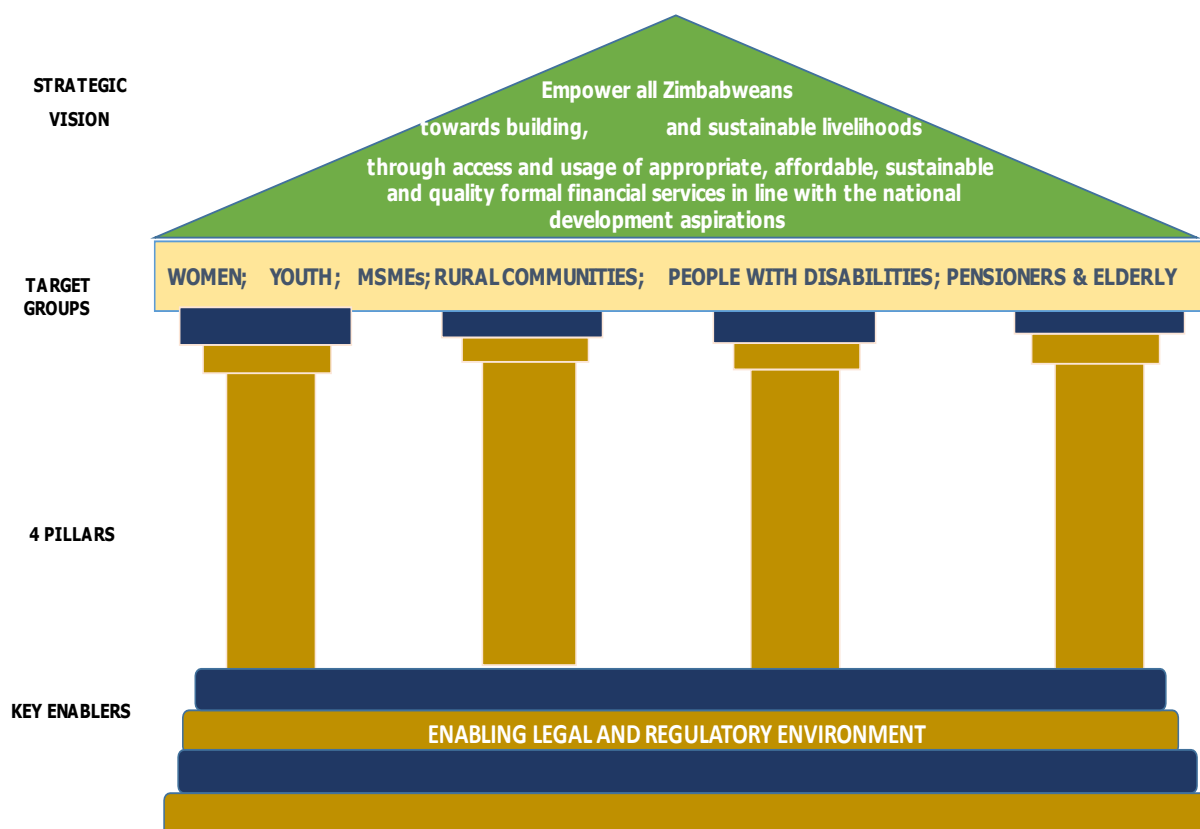 STRATEGIC
VISION
Empower all Zimbabweans
towards building, and sustainable livelihoods
through access and usage of appropriate, affordable, sustainable
and quality formal financial services in line with the national
development aspirations
TARGET
GROUPS
WOMEN; YOUTH; MSMEs; RURAL COMMUNITIES; PEOPLE WITH DISABILITIES; PENSIONERS & ELDERLY
4 PILLARS
KEY ENABLERS
ENABLING LEGAL AND REGULATORY ENVIRONMENT